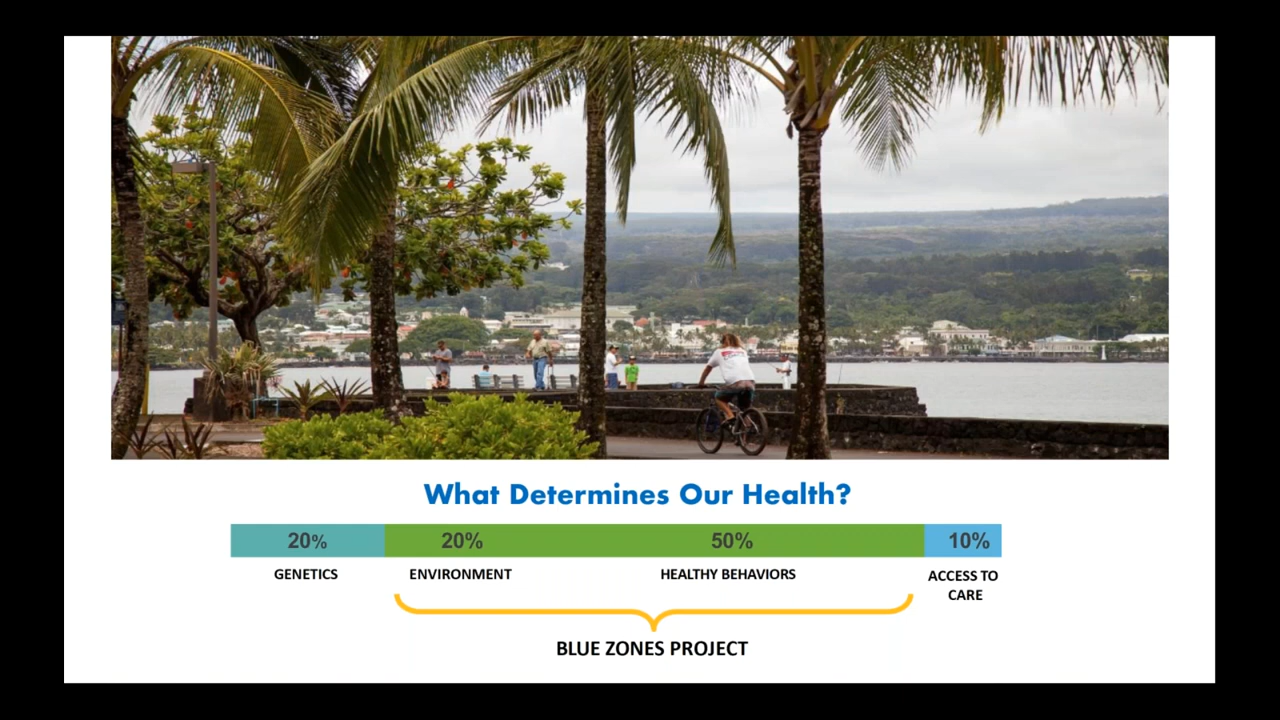 What Determines Our Health?
20% 20% 50% 10%
GENETICS ENVIRONMENT HEALTHY BEHAVIORS ACCESS TO
CARE
BLUE ZONES PROJECT